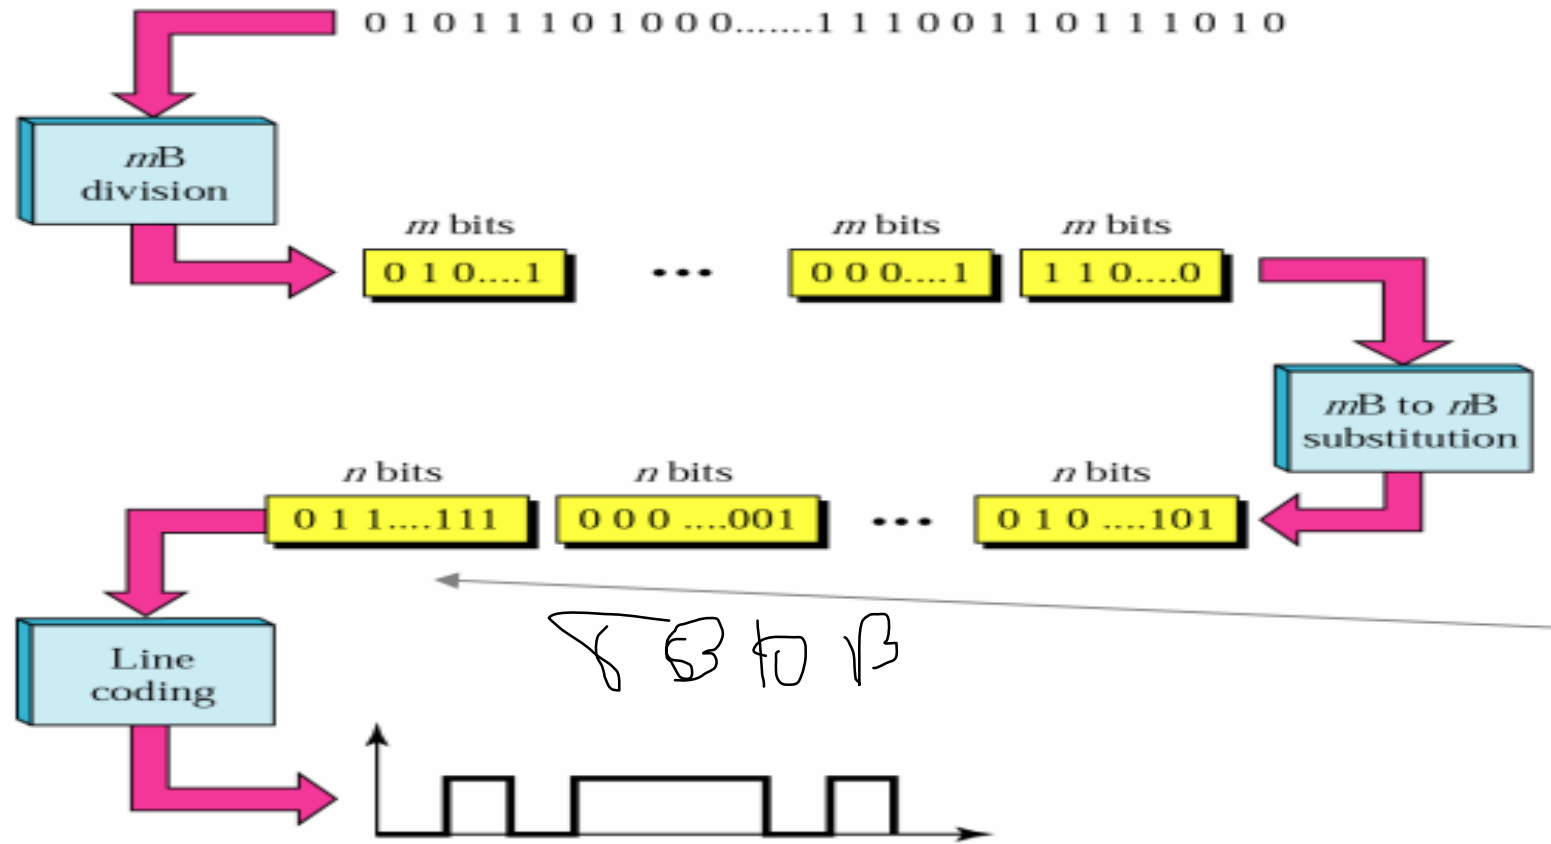 0 1 0 1 1 1 0 1 0 0 0.......1 1 1 0 0 1 1 0 1 1 1 0 1 0
mB
division
m bits m bits m bits
0 1 0....1 ... 0 0 0....1 1 1 0....0
mB to nB
substitution
n bits n bits n bits
0 1 1....111 0 0 0 ....001 ... 0 1 0 ....101
to B
Line
coding